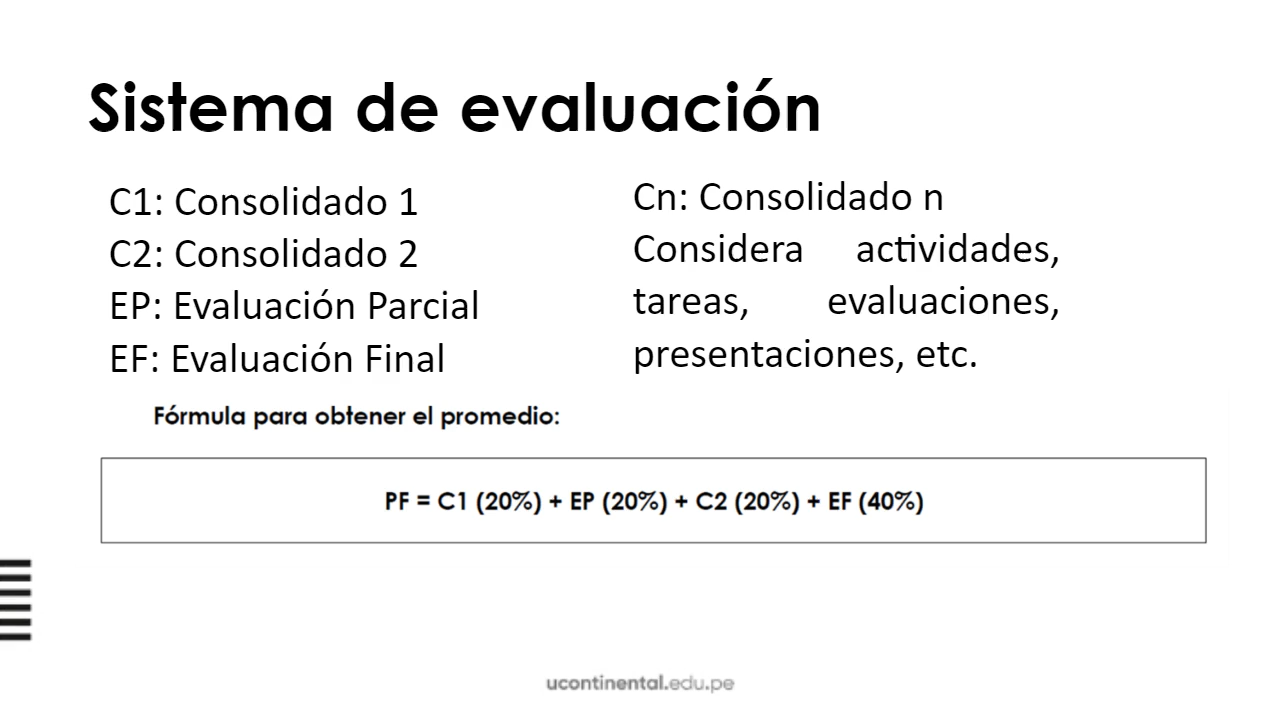 Sistema de evaluación
C1: Consolidado 1
C2: Consolidado 2
EP: Evaluación Parcial
EF: Evaluación Final
Cn: Consolidado n
Considera actividades,
tareas, evaluaciones,
presentaciones, etc.
Fórmula para obtener el promedio:
PF = C1 (20%) + EP (20%) + C2 (20%) + EF (40%)
ucontinental.edu.pe